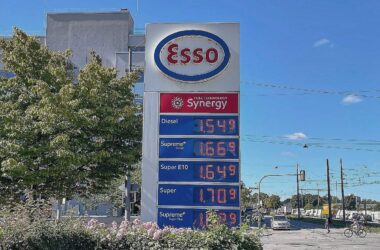 Esso
Synergy
Diesel 1.54⁹
Supreme 1.66⁹
Super E10 1.64⁹
Super 1.70⁹
Supreme⁺